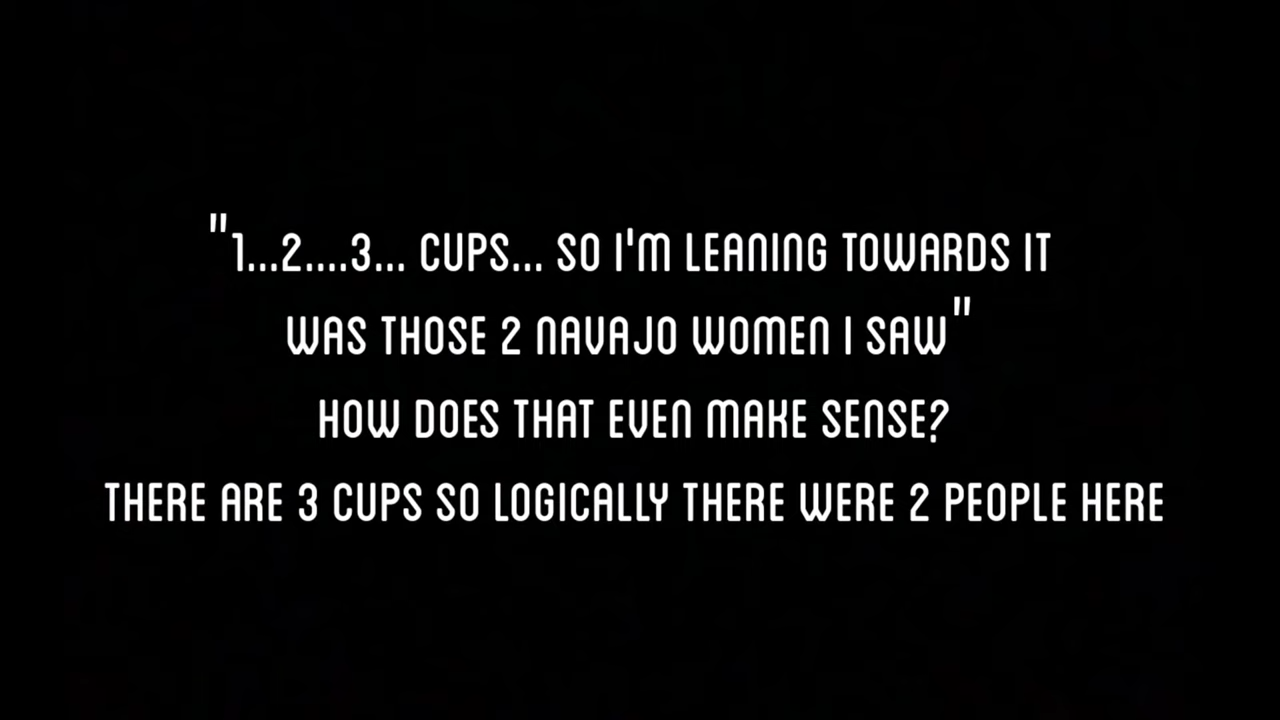 "1...2....3... CUPS... SO I'M LEANING TOWARDS IT
WAS THOSE 2 NAVAJO WOMEN I SAW"
HOW DOES THAT EVEN MAKE SENSE?
THERE ARE 3 CUPS SO LOGICALLY THERE WERE 2 PEOPLE HERE